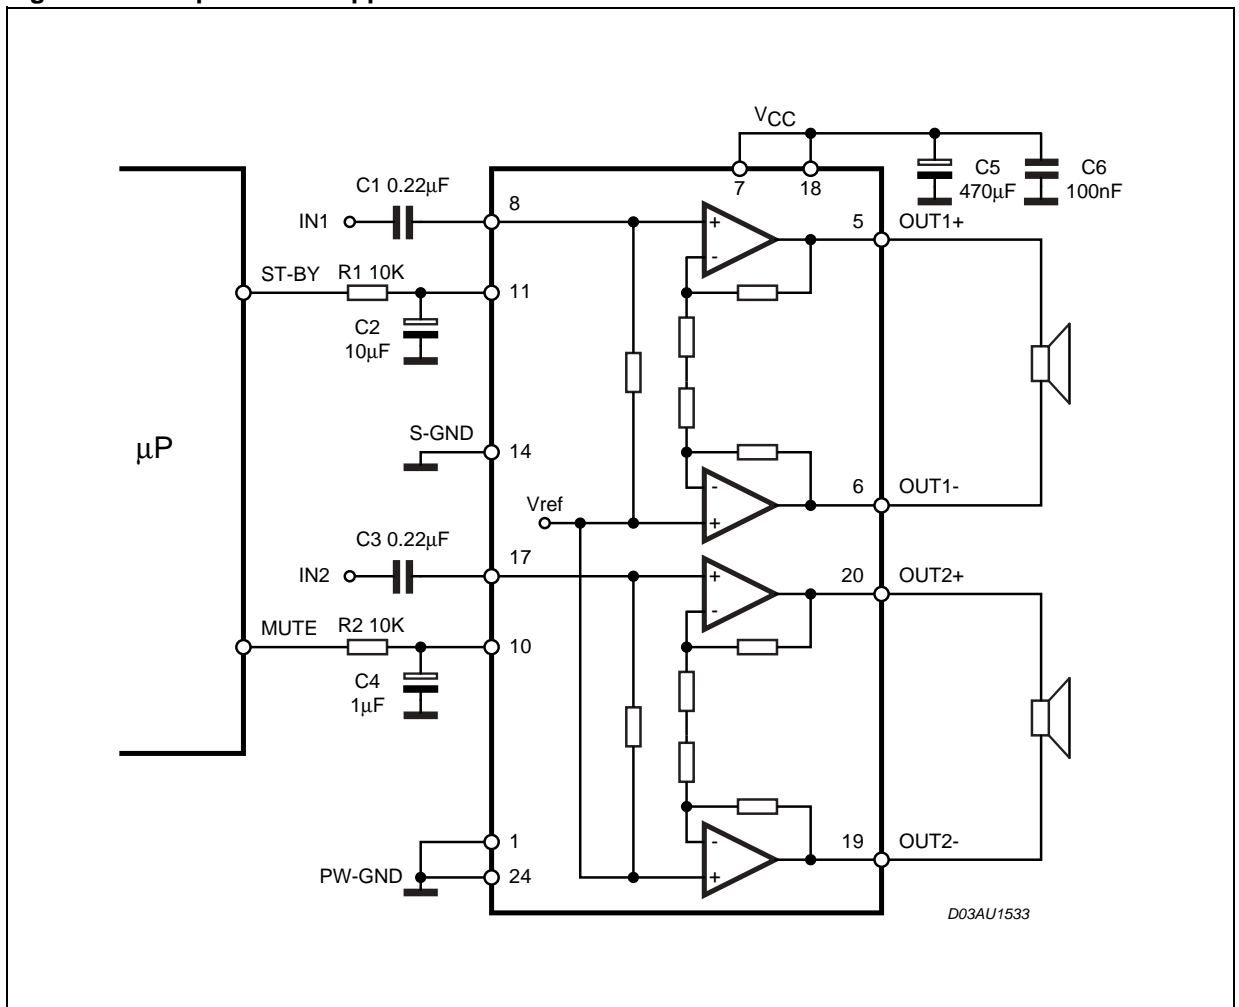 VCC
C1 0.22µF
7
18
C5
470µF
C6
100nF
IN1
8
+
-
5
OUT1+
ST-BY
R1 10K
11
C2
10µF
µP
S-GND
14
-
+
6
OUT1-
Vref
C3 0.22µF
IN2
17
+
-
20
OUT2+
MUTE
R2 10K
10
C4
1µF
1
PW-GND
24
-
+
19
OUT2-
D03AU1533